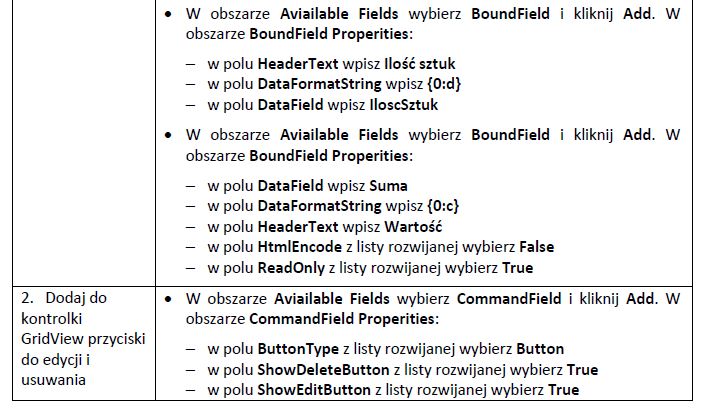 • W obszarze Aviailable Fields wybierz BoundField i kliknij Add. W
obszarze BoundField Properities:
– w polu HeaderText wpisz Ilość sztuk
– w polu DataFormatString wpisz {0:d}
– w polu DataField wpisz IloscSztuk
• W obszarze Aviailable Fields wybierz BoundField i kliknij Add. W
obszarze BoundField Properities:
– w polu DataField wpisz Suma
– w polu DataFormatString wpisz {0:c}
– w polu HeaderText wpisz Wartość
– w polu HtmlEncode z listy rozwijanej wybierz False
– w polu ReadOnly z listy rozwijanej wybierz True
2. Dodaj do
kontrolki
GridView przyciski
do edycji i
usuwania
• W obszarze Aviailable Fields wybierz CommandField i kliknij Add. W
obszarze CommandField Properities:
– w polu ButtonType z listy rozwijanej wybierz Button
– w polu ShowDeleteButton z listy rozwijanej wybierz True
– w polu ShowEditButton z listy rozwijanej wybierz True